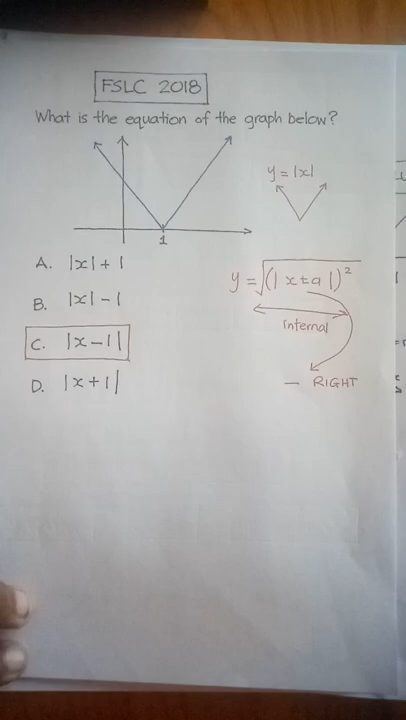 FSLC 2018
What is the equation of the graph below?
y = |x|
1
A. |x| + 1
B. |x| - 1
C. |x-1|
D. |x+1|
y = √(|x±a|)²
internal
— RIGHT